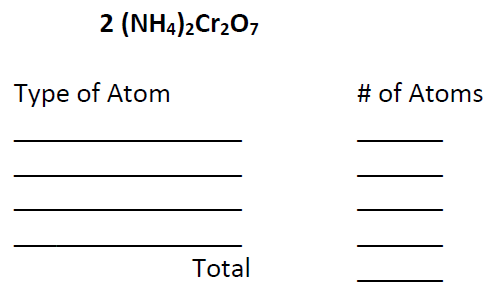 2 (NH₄)₂Cr₂O₇
Type of Atom # of Atoms
Total